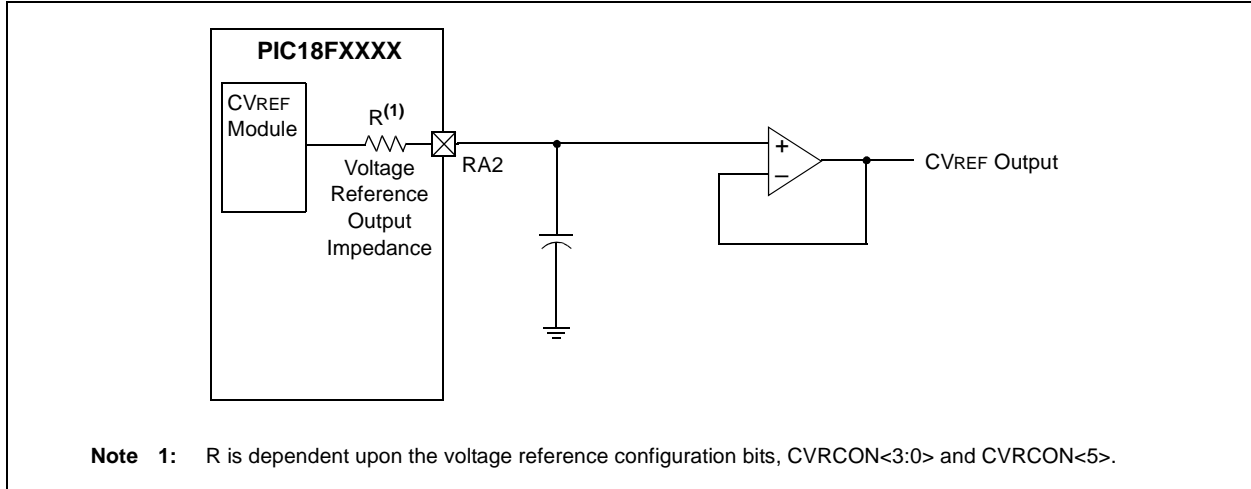 PIC18FXXXX
CVREF
Module
R(1)
Voltage
Reference
Output
Impedance
RA2
+
–
CVREF Output
Note 1: R is dependent upon the voltage reference configuration bits, CVRCON<3:0> and CVRCON<5>.